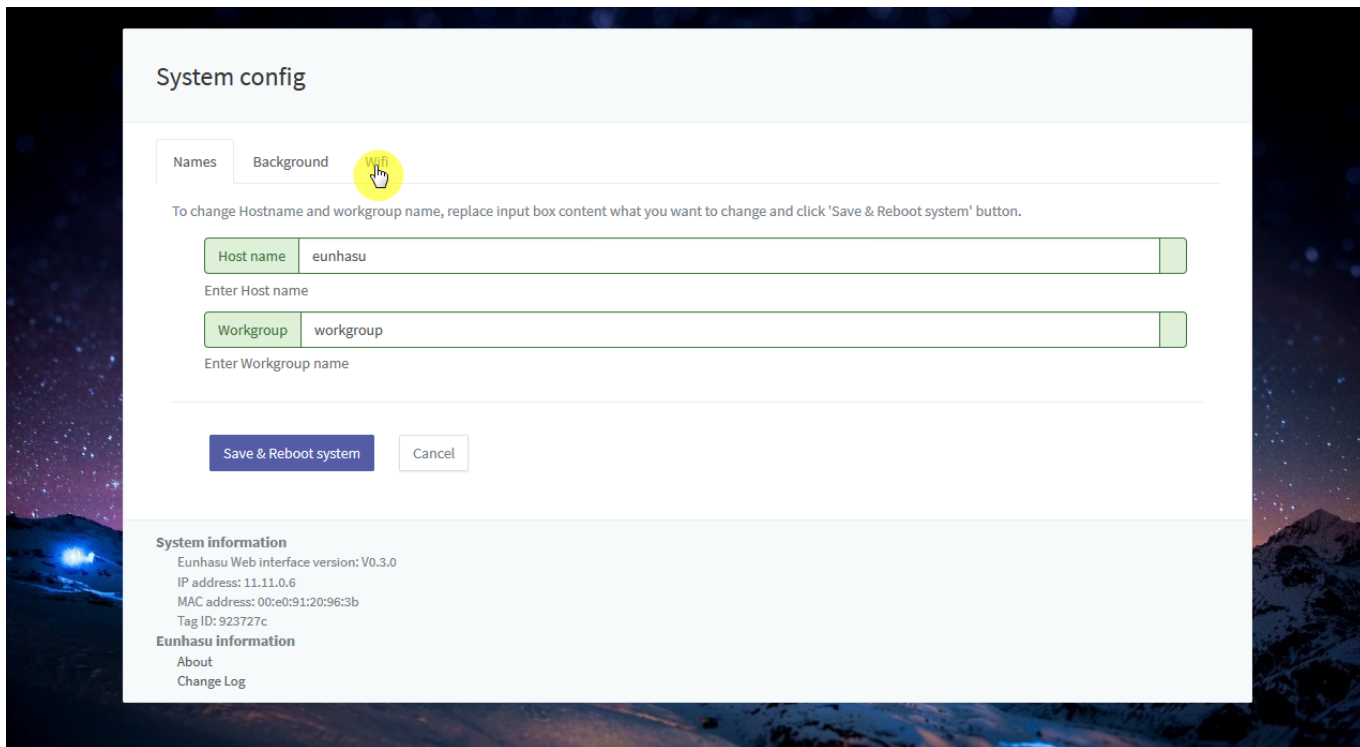 System config
Names Background Wifi
To change Hostname and workgroup name, replace input box content what you want to change and click 'Save & Reboot system' button.
Host name eunhasu
Enter Host name
Workgroup workgroup
Enter Workgroup name
Save & Reboot system Cancel
System information
Eunhasu Web interface version: V0.3.0
IP address: 11.11.0.6
MAC address: 00:e0:91:20:96:3b
Tag ID: 923727c
Eunhasu information
About
Change Log